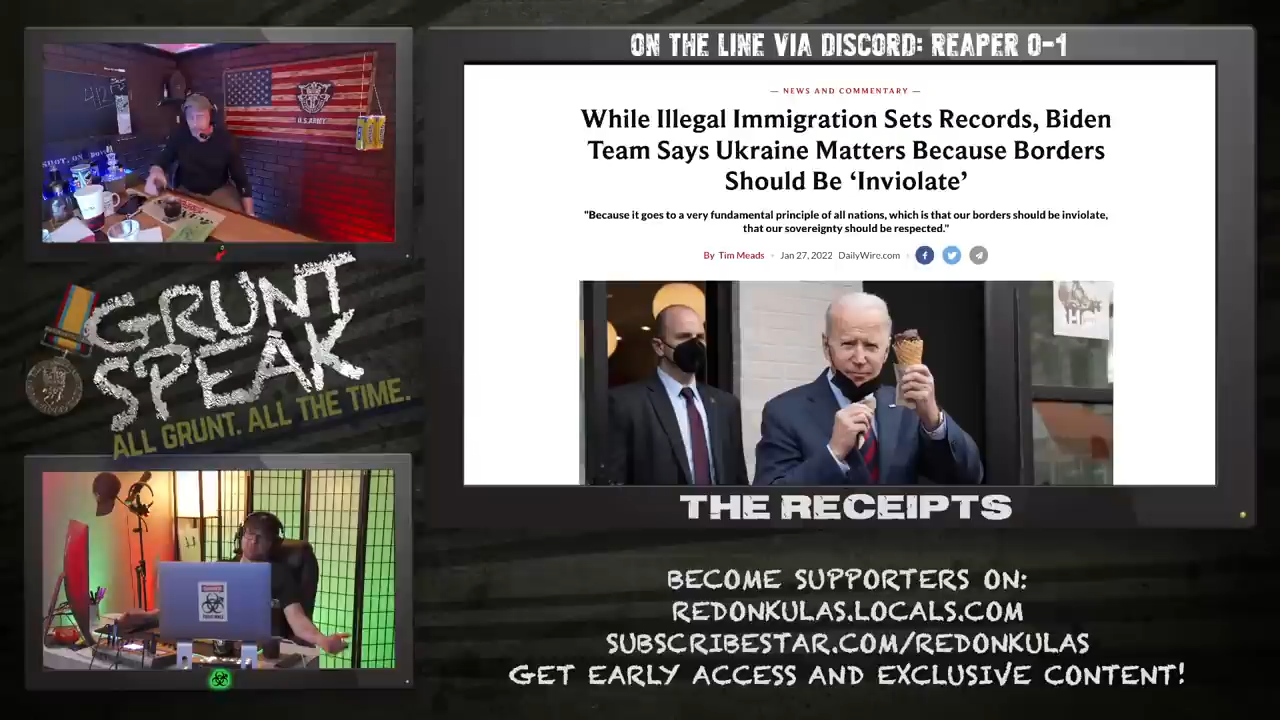 ON THE LINE VIA DISCORD: REAPER 0-1
— NEWS AND COMMENTARY —
While Illegal Immigration Sets Records, Biden
Team Says Ukraine Matters Because Borders
Should Be ‘Inviolate’
"Because it goes to a very fundamental principle of all nations, which is that our borders should be inviolate,
that our sovereignty should be respected."
By Tim Meads • Jan 27, 2022 DailyWire.com
THE RECEIPTS
U.S. ARMY
GRUNT
SPEAK
ALL GRUNT. ALL THE TIME.
DANGER
BECOME SUPPORTERS ON:
REDONKULAS.LOCALS.COM
SUBSCRIBESTAR.COM/REDONKULAS
GET EARLY ACCESS AND EXCLUSIVE CONTENT!